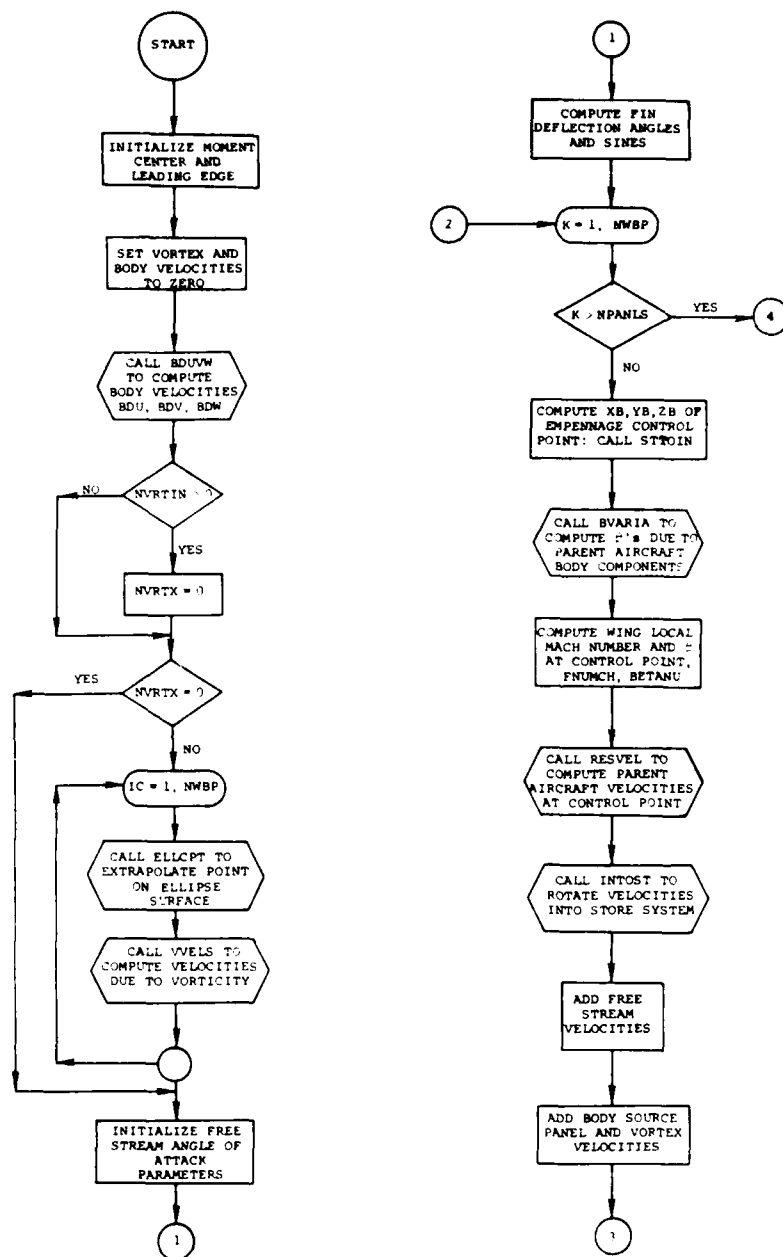 START
INITIALIZE MOMENT
CENTER AND
LEADING EDGE
SET VORTEX AND
BODY VELOCITIES
TO ZERO
CALL BDUVW
TO COMPUTE
BODY VELOCITIES
BDU, BDV, BDW
NVRTIN 0
NO
YES
NVRTX = 0
NVRTX = 0
YES
NO
IC = 1, NWBP
CALL ELLCPT TO
EXTRAPOLATE POINT
ON ELLIPSE
SURFACE
CALL VVELS TO
COMPUTE VELOCITIES
DUE TO VORTICITY
INITIALIZE FREE
STREAM ANGLE OF
ATTACK
PARAMETERS
1
1
COMPUTE FIN
DEFLECTION ANGLES
AND SINES
2
K = 1, NWBP
K > NPANLS
YES
4
NO
COMPUTE XB,YB,ZB OF
EMPENNAGE CONTROL
POINT: CALL STTOIN
CALL BVARIA TO
COMPUTE 's DUE TO
PARENT AIRCRAFT
BODY COMPONENTS
COMPUTE WING LOCAL
MACH NUMBER AND
AT CONTROL POINT,
FNUMCH, BETANU
CALL RESVEL TO
COMPUTE PARENT
AIRCRAFT VELOCITIES
AT CONTROL POINT
CALL INTOST TO
ROTATE VELOCITIES
INTO STORE SYSTEM
ADD FREE
STREAM
VELOCITIES
ADD BODY SOURCE
PANEL AND VORTEX
VELOCITIES
3